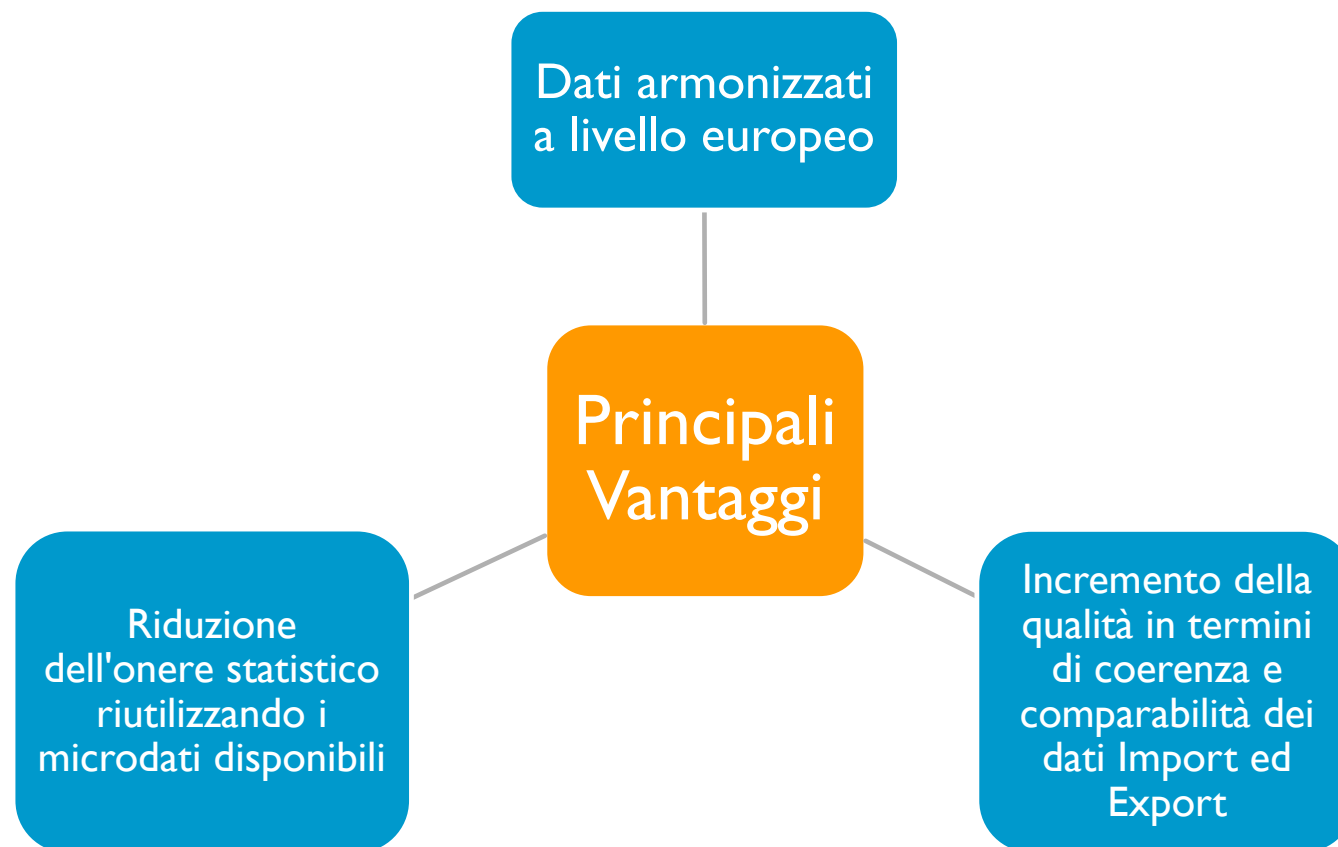 Dati armonizzati
a livello europeo
Principali
Vantaggi
Riduzione
dell'onere statistico
riutilizzando i
microdati disponibili
Incremento della
qualità in termini
di coerenza e
comparabilità dei
dati Import ed
Export